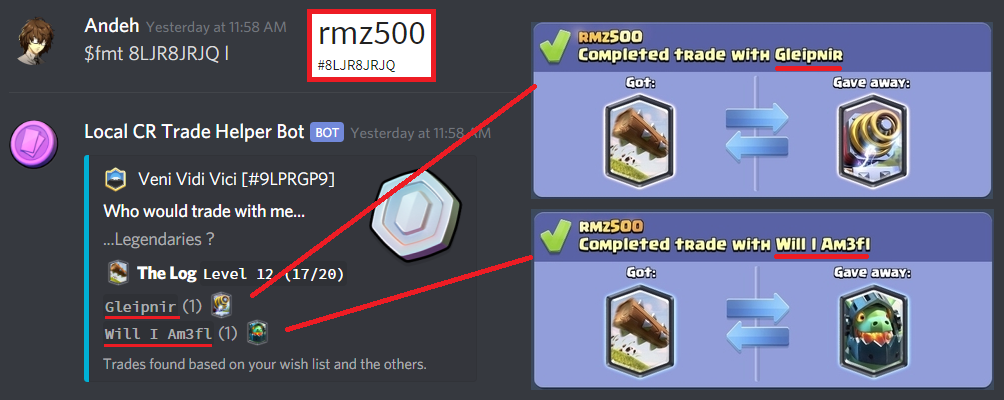 Andeh Yesterday at 11:58 AM
$fmt 8LJR8JRJQ l
rmz500
#8LJR8JRJQ
Local CR Trade Helper Bot BOT Yesterday at 11:58 AM
Veni Vidi Vici [#9LPRGP9]
Who would trade with me...
...Legendaries ?
The Log Level 12 (17/20)
Gleipnir (1)
Will I Am3fl (1)
Trades found based on your wish list and the others.
rmz500
Completed trade with Gleipnir
Got:
Gave away:
rmz500
Completed trade with Will I Am3fl
Got:
Gave away: